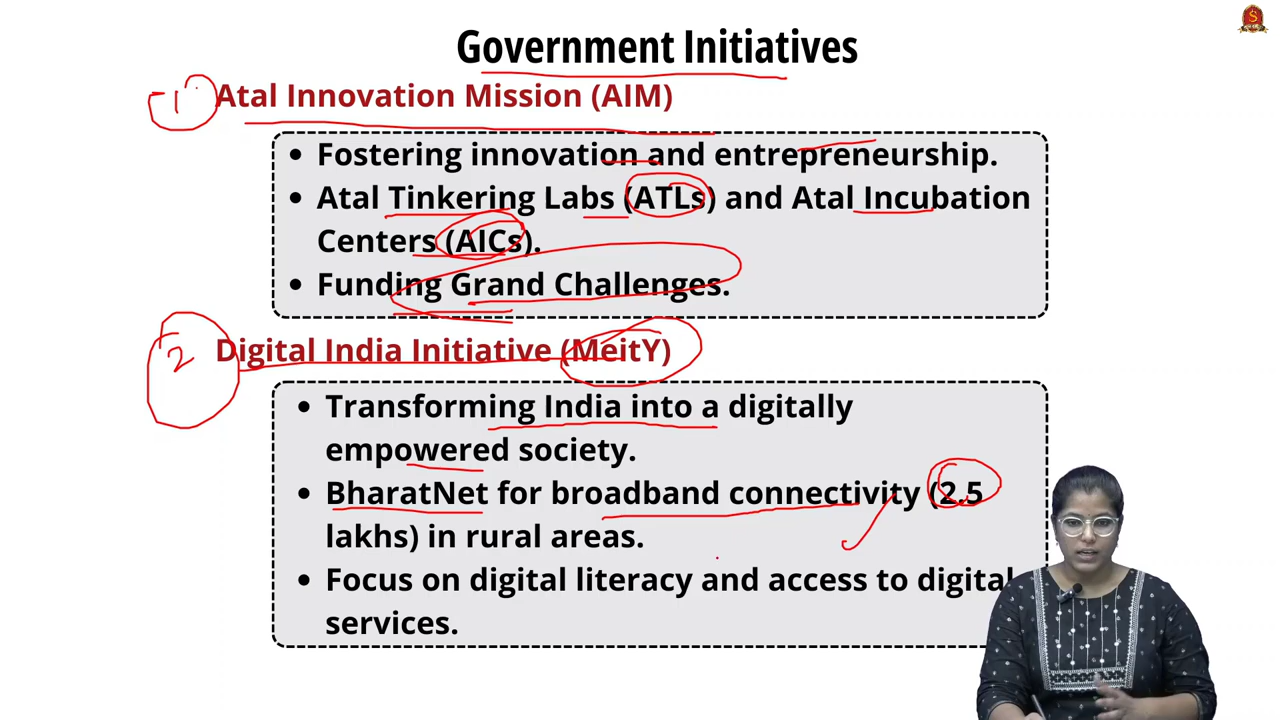 Government Initiatives
1
Atal Innovation Mission (AIM)
• Fostering innovation and entrepreneurship.
• Atal Tinkering Labs (ATLs) and Atal Incubation
Centers (AICs).
• Funding Grand Challenges.
2
Digital India Initiative (MeitY)
• Transforming India into a digitally
empowered society.
• BharatNet for broadband connectivity (2.5
lakhs) in rural areas.
• Focus on digital literacy and access to digital
services.